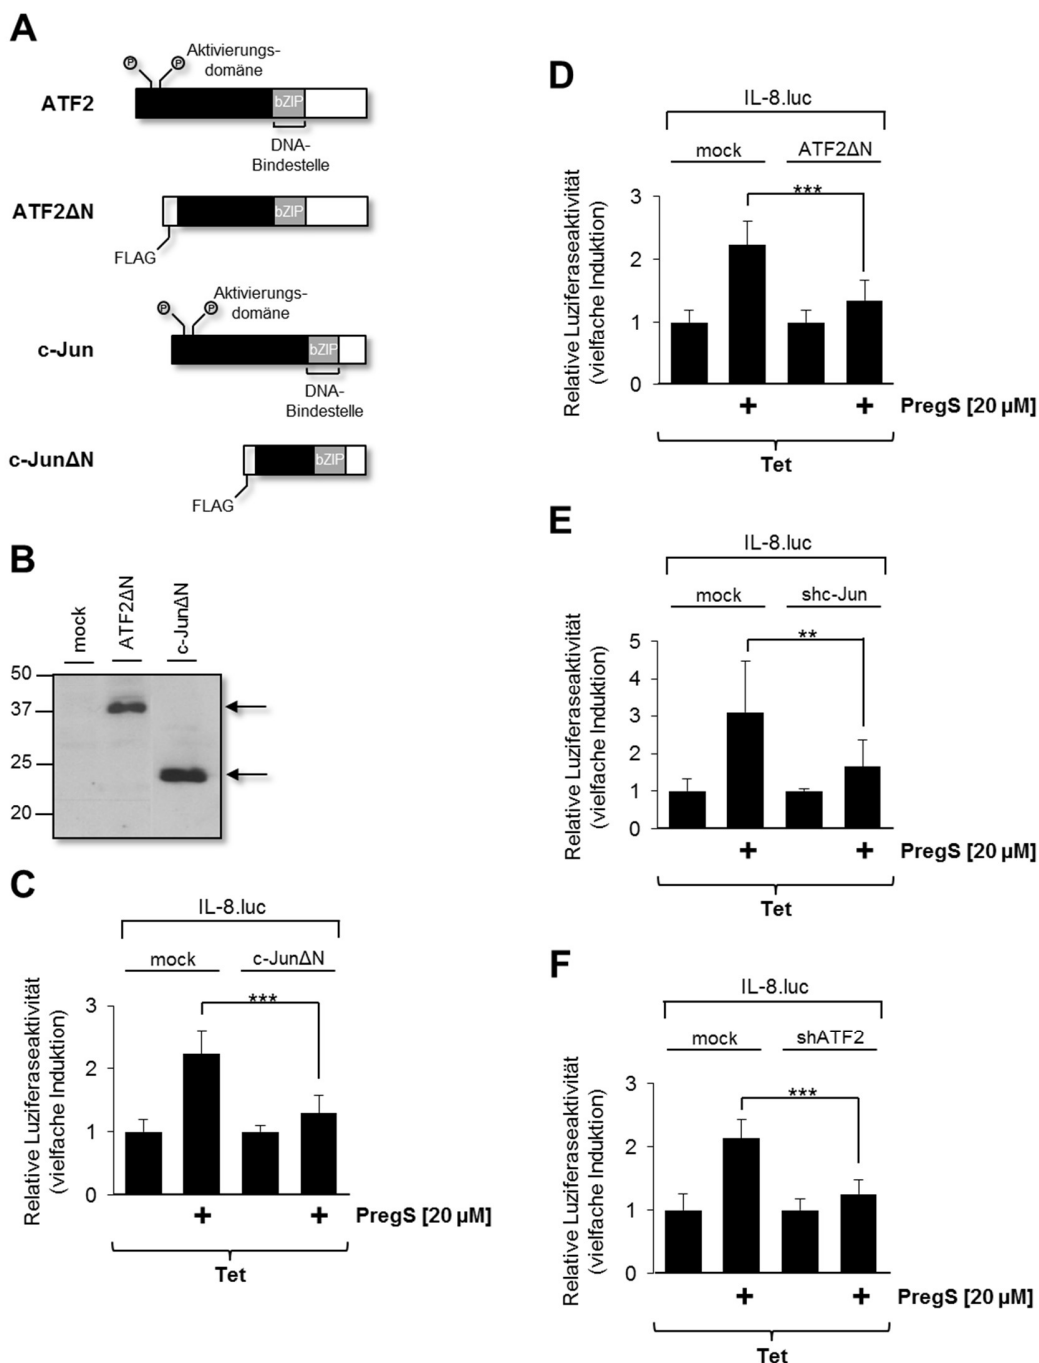 A
P P Aktivierungs-
domäne
ATF2
bZIP
DNA-
Bindestelle
ATF2ΔN
bZIP
FLAG
P P Aktivierungs-
domäne
c-Jun
bZIP
DNA-
Bindestelle
c-JunΔN
bZIP
FLAG
B
mock
ATF2ΔN
c-JunΔN
50
37
25
20
C
IL-8.luc
mock c-JunΔN
Relative Luziferaseaktivität
(vielfache Induktion)
3
2
1
0
***
+ + PregS [20 µM]
Tet
D
IL-8.luc
mock ATF2ΔN
Relative Luziferaseaktivität
(vielfache Induktion)
3
2
1
0
***
+ + PregS [20 µM]
Tet
E
IL-8.luc
mock shc-Jun
Relative Luziferaseaktivität
(vielfache Induktion)
5
4
3
2
1
0
**
+ + PregS [20 µM]
Tet
F
IL-8.luc
mock shATF2
Relative Luziferaseaktivität
(vielfache Induktion)
3
2
1
0
***
+ + PregS [20 µM]
Tet